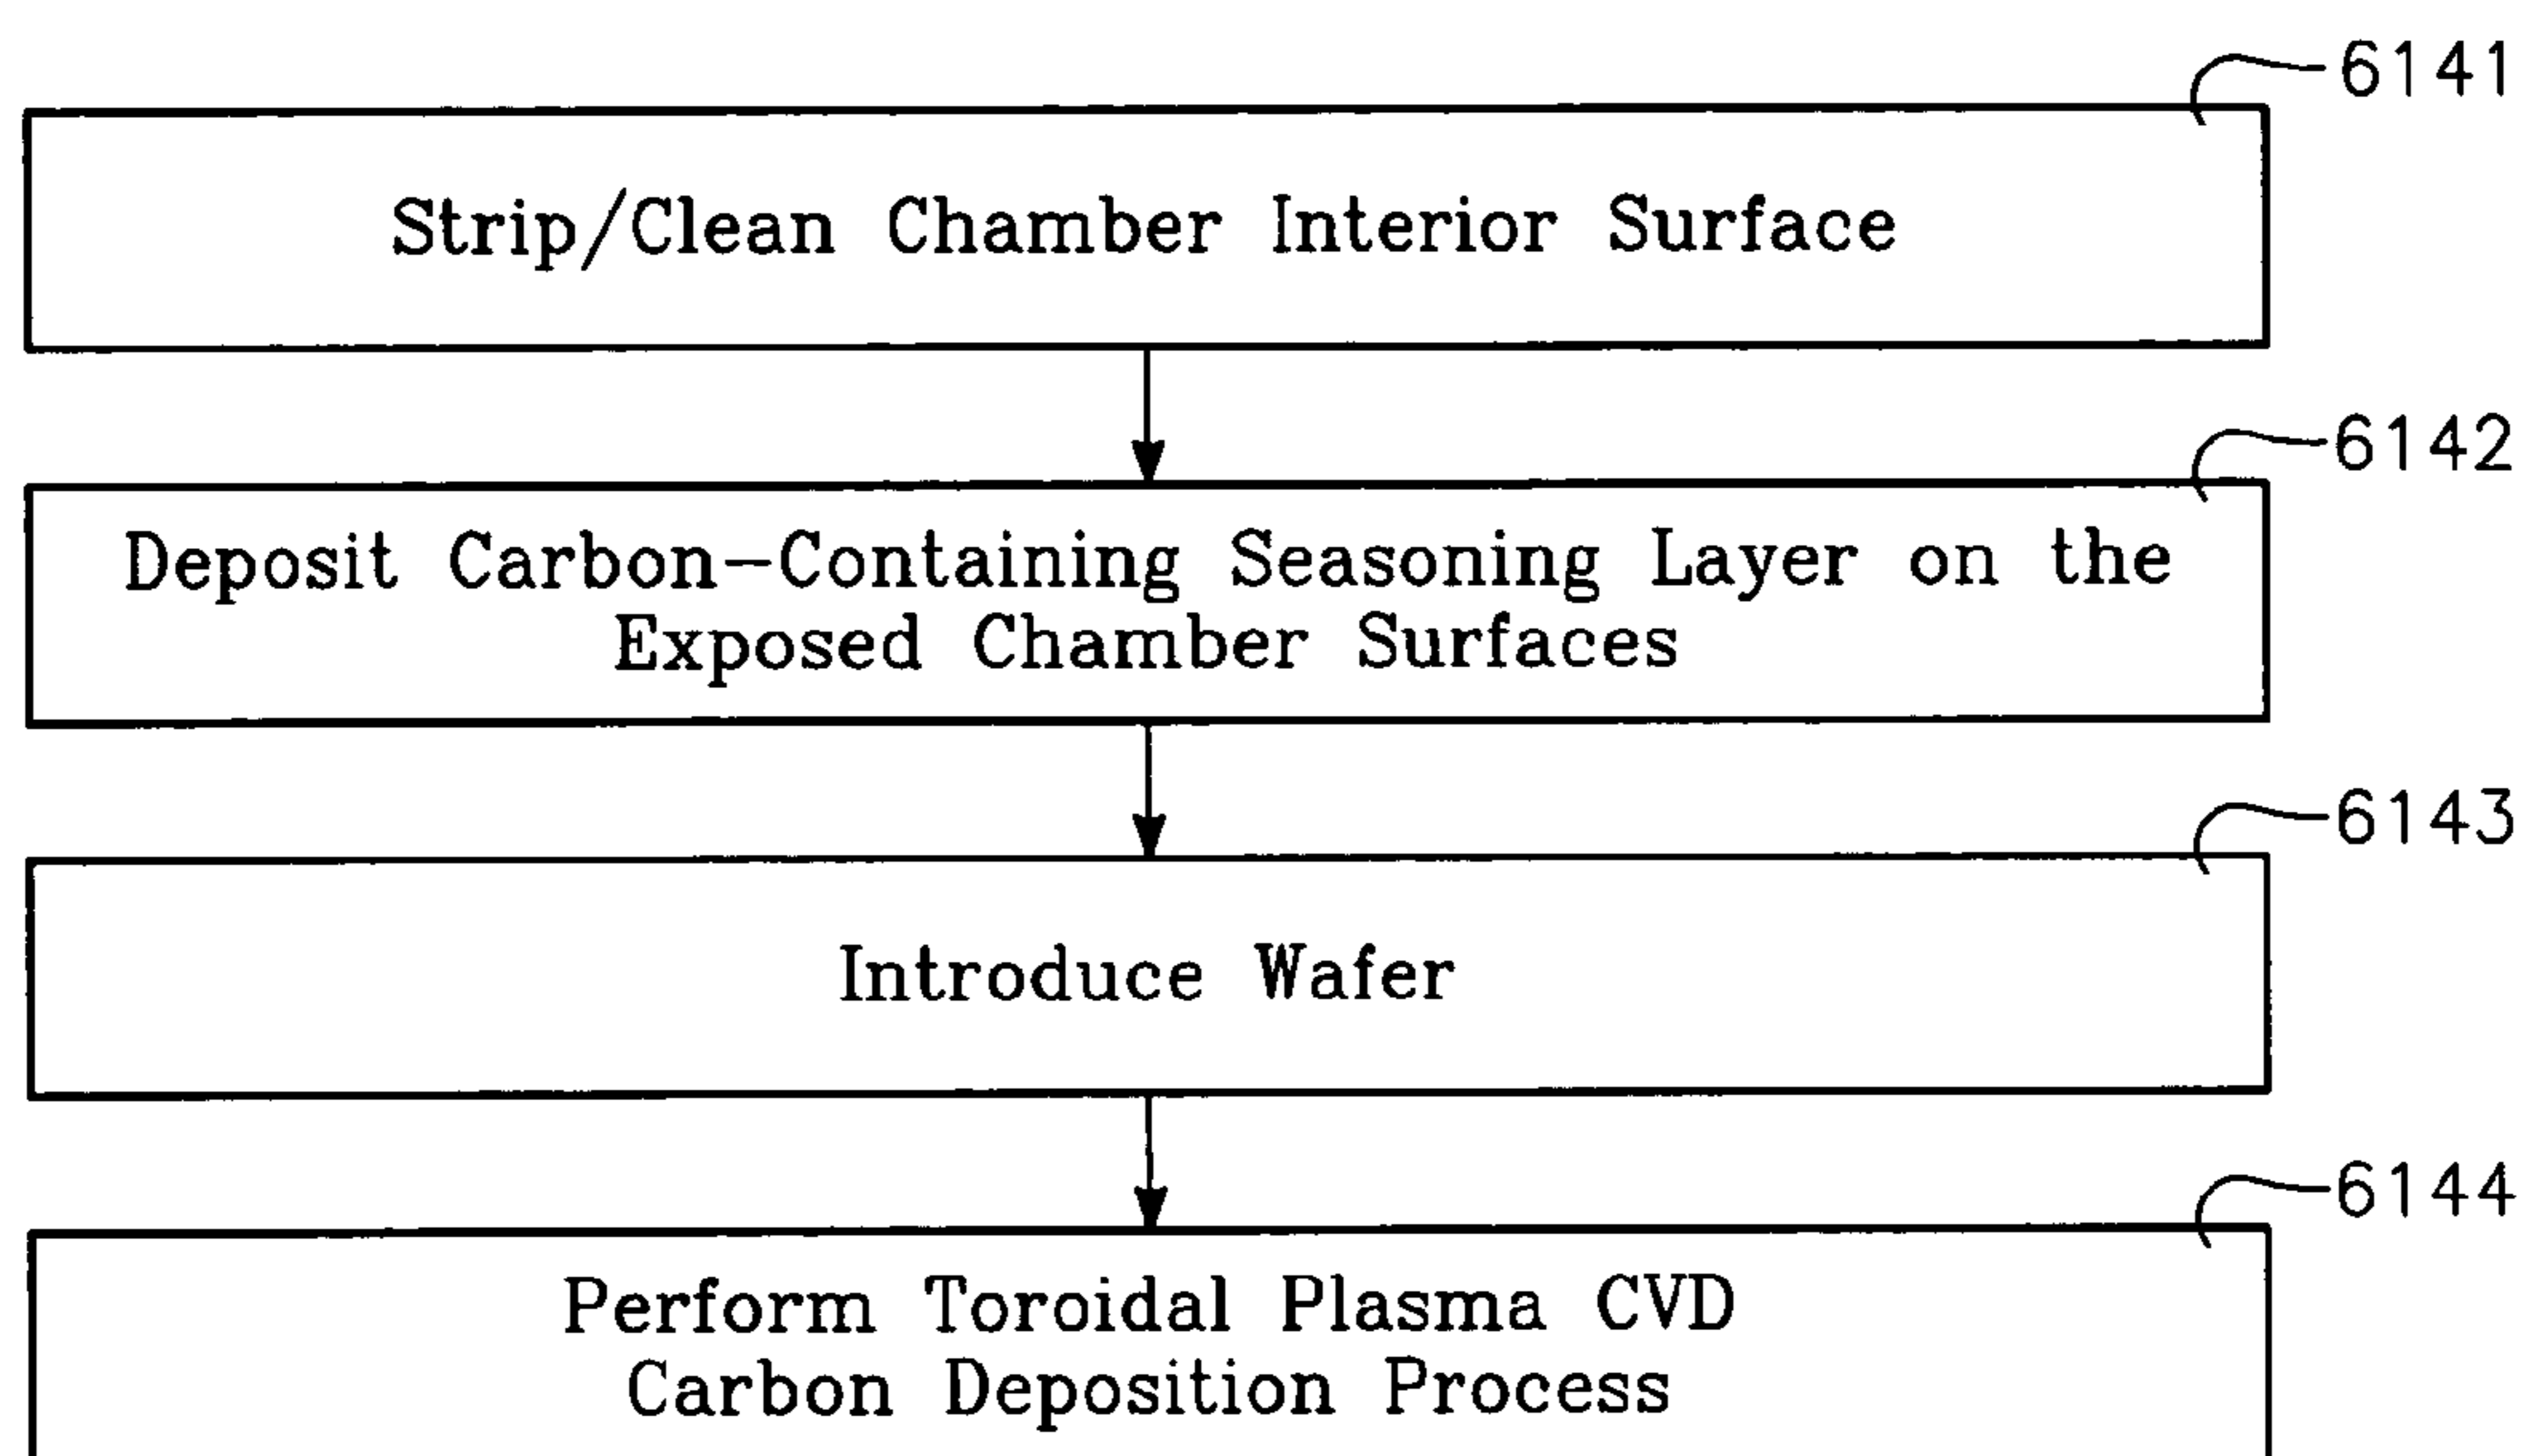 6141
Strip/Clean Chamber Interior Surface
6142
Deposit Carbon-Containing Seasoning Layer on the
Exposed Chamber Surfaces
6143
Introduce Wafer
6144
Perform Toroidal Plasma CVD
Carbon Deposition Process